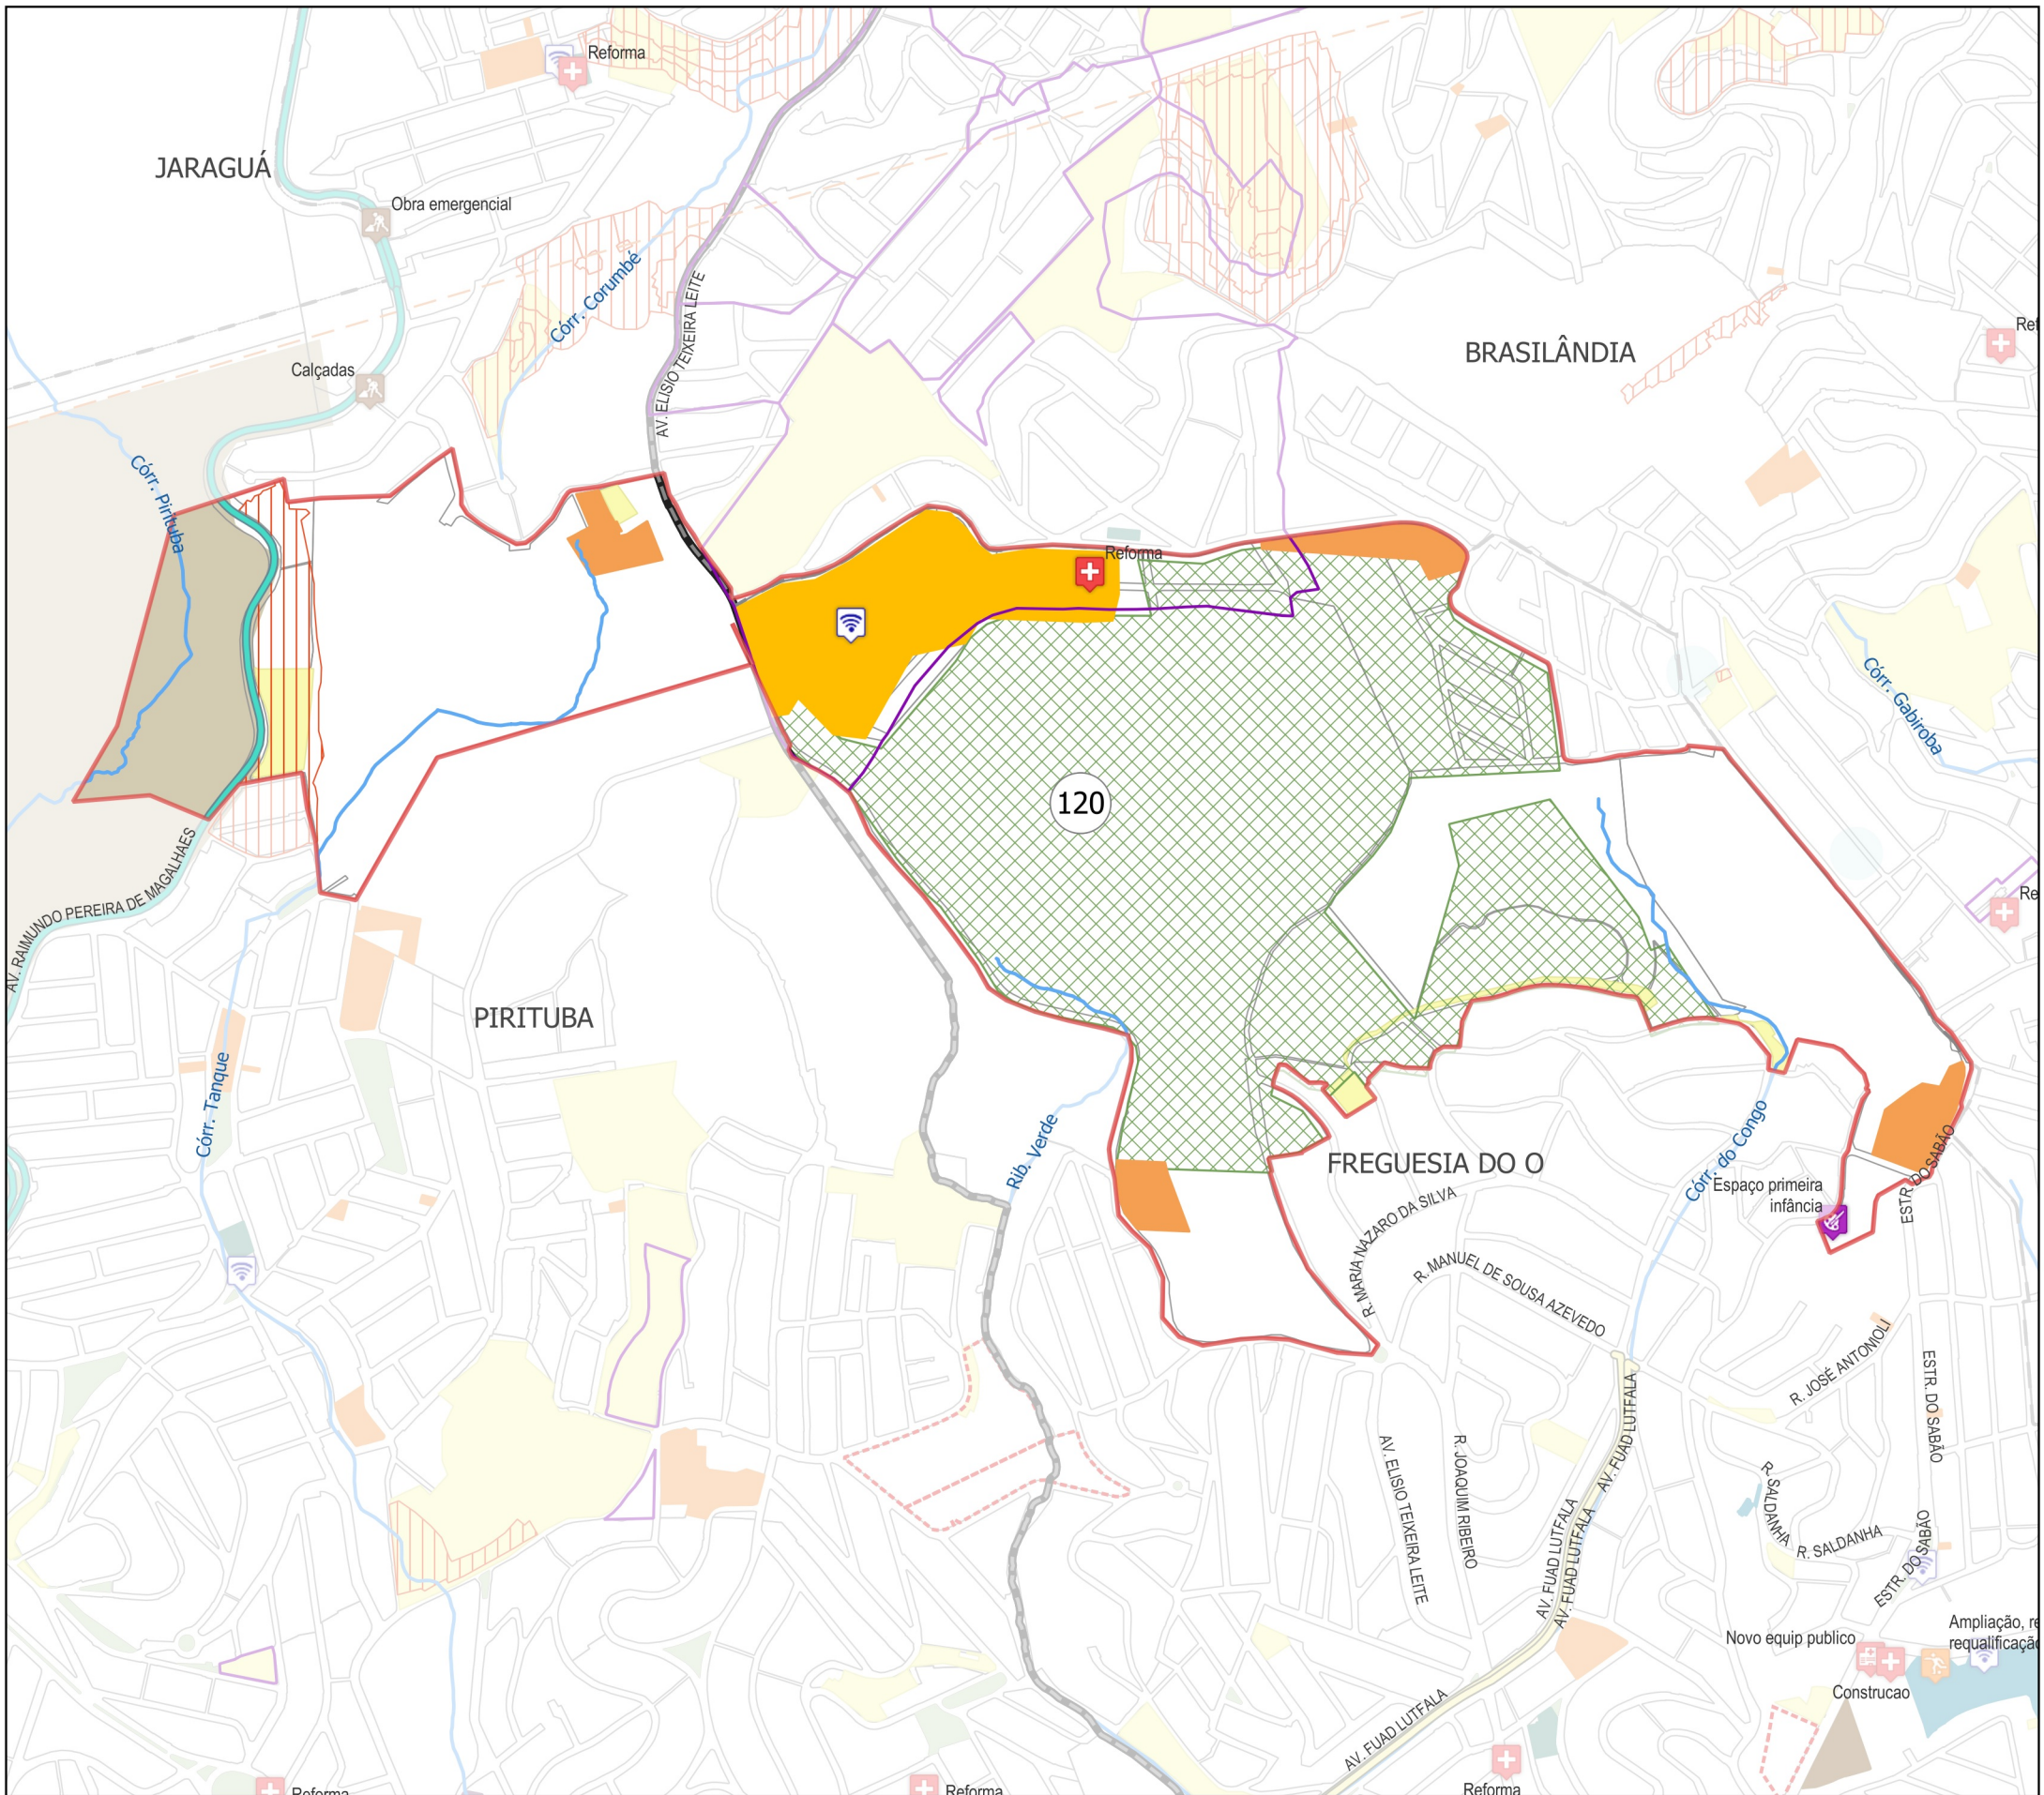 Reforma
JARAGUÁ
Obra emergencial
Córr. Corumbé
AV. ELISIO TEIXEIRA LEITE
Calçadas
BRASILÂNDIA
Córr. Pirituba
Reforma
Córr. Gabiroba
120
AV. RAIMUNDO PEREIRA DE MAGALHAES
PIRITUBA
Córr. Tanque
Rib. Verde
FREGUESIA DO O
Córr. do Congo
Espaço primeira
infância
ESTR. DO SABÃO
R. MARIA NAZARO DA SILVA
R. MANUEL DE SOUSA AZEVEDO
R. JOSÉ ANTONIOLI
ESTR. DO SABÃO
AV. FUAD LUTFALA
AV. ELISIO TEIXEIRA LEITE
R. JOAQUIM RIBEIRO
R. SALDANHA
R. SALDANHA
AV. FUAD LUTFALA
AV. FUAD LUTFALA
ESTR. DO SABÃO
Novo equip publico
Ampliação, re
requalificação
Construcao
AV. FUAD LUTFALA
Reforma
Reforma
Reforma